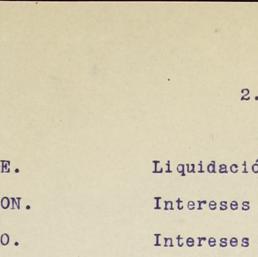 2.
E. Liquidació
ON. Intereses
O. Intereses